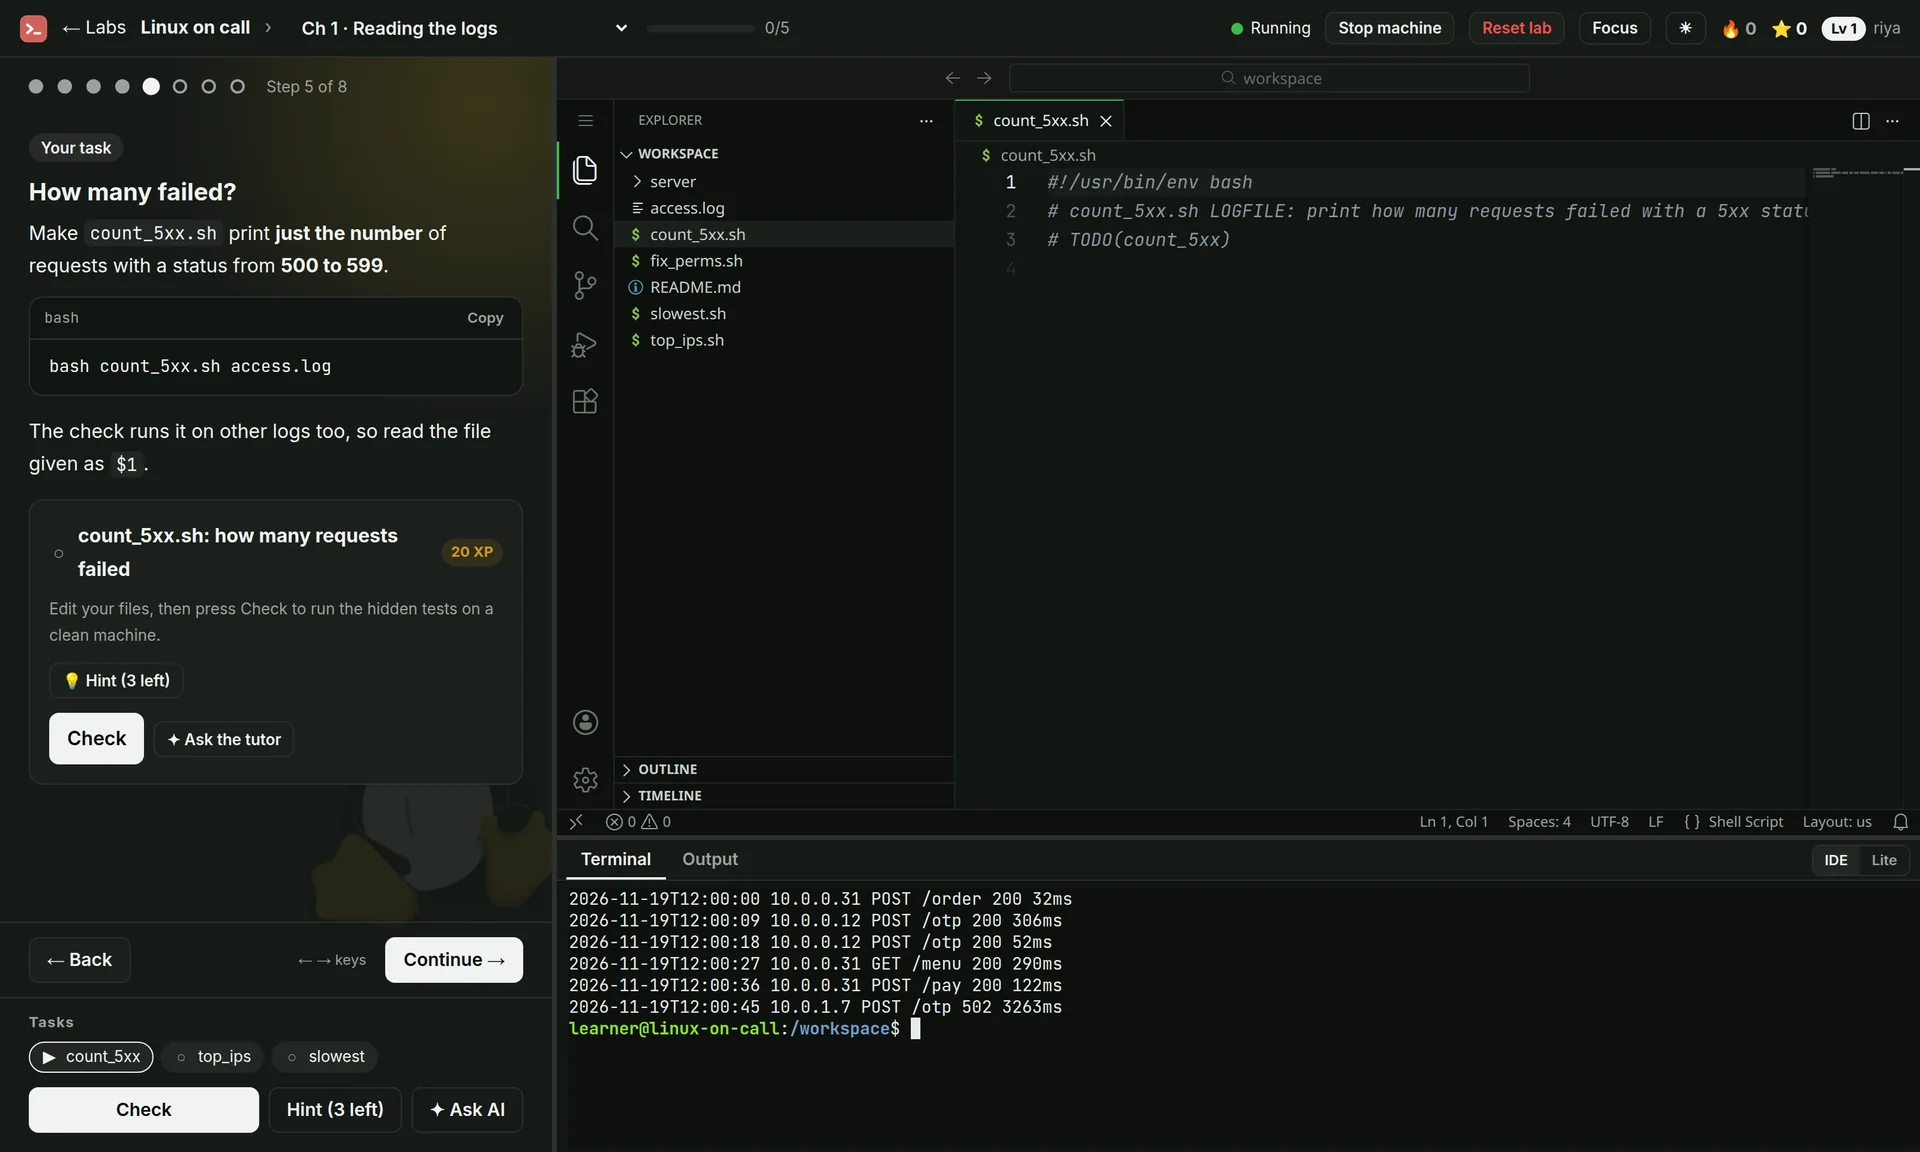 ← Labs Linux on call › Ch 1 · Reading the logs 0/5 Running Stop machine Reset lab Focus 0 0 Lv 1 riya
Step 5 of 8
Your task
How many failed?
Make count_5xx.sh print just the number of
requests with a status from 500 to 599.
bash Copy
bash count_5xx.sh access.log
The check runs it on other logs too, so read the file
given as $1 .
count_5xx.sh: how many requests
failed
20 XP
Edit your files, then press Check to run the hidden tests on a
clean machine.
Hint (3 left)
Check ✦ Ask the tutor
← Back ← → keys Continue →
Tasks
count_5xx top_ips slowest
Check Hint (3 left) ✦ Ask AI
workspace
EXPLORER
WORKSPACE
server
access.log
$ count_5xx.sh
$ fix_perms.sh
README.md
$ slowest.sh
$ top_ips.sh
OUTLINE
TIMELINE
$ count_5xx.sh
$ count_5xx.sh
1 #!/usr/bin/env bash
2 # count_5xx.sh LOGFILE: print how many requests failed with a 5xx statu
3 # TODO(count_5xx)
4
0 0 Ln 1, Col 1 Spaces: 4 UTF-8 LF { } Shell Script Layout: us
Terminal Output IDE Lite
2026-11-19T12:00:00 10.0.0.31 POST /order 200 32ms
2026-11-19T12:00:09 10.0.0.12 POST /otp 200 306ms
2026-11-19T12:00:18 10.0.0.12 POST /otp 200 52ms
2026-11-19T12:00:27 10.0.0.31 GET /menu 200 290ms
2026-11-19T12:00:36 10.0.0.31 POST /pay 200 122ms
2026-11-19T12:00:45 10.0.1.7 POST /otp 502 3263ms
learner@linux-on-call:/workspace$